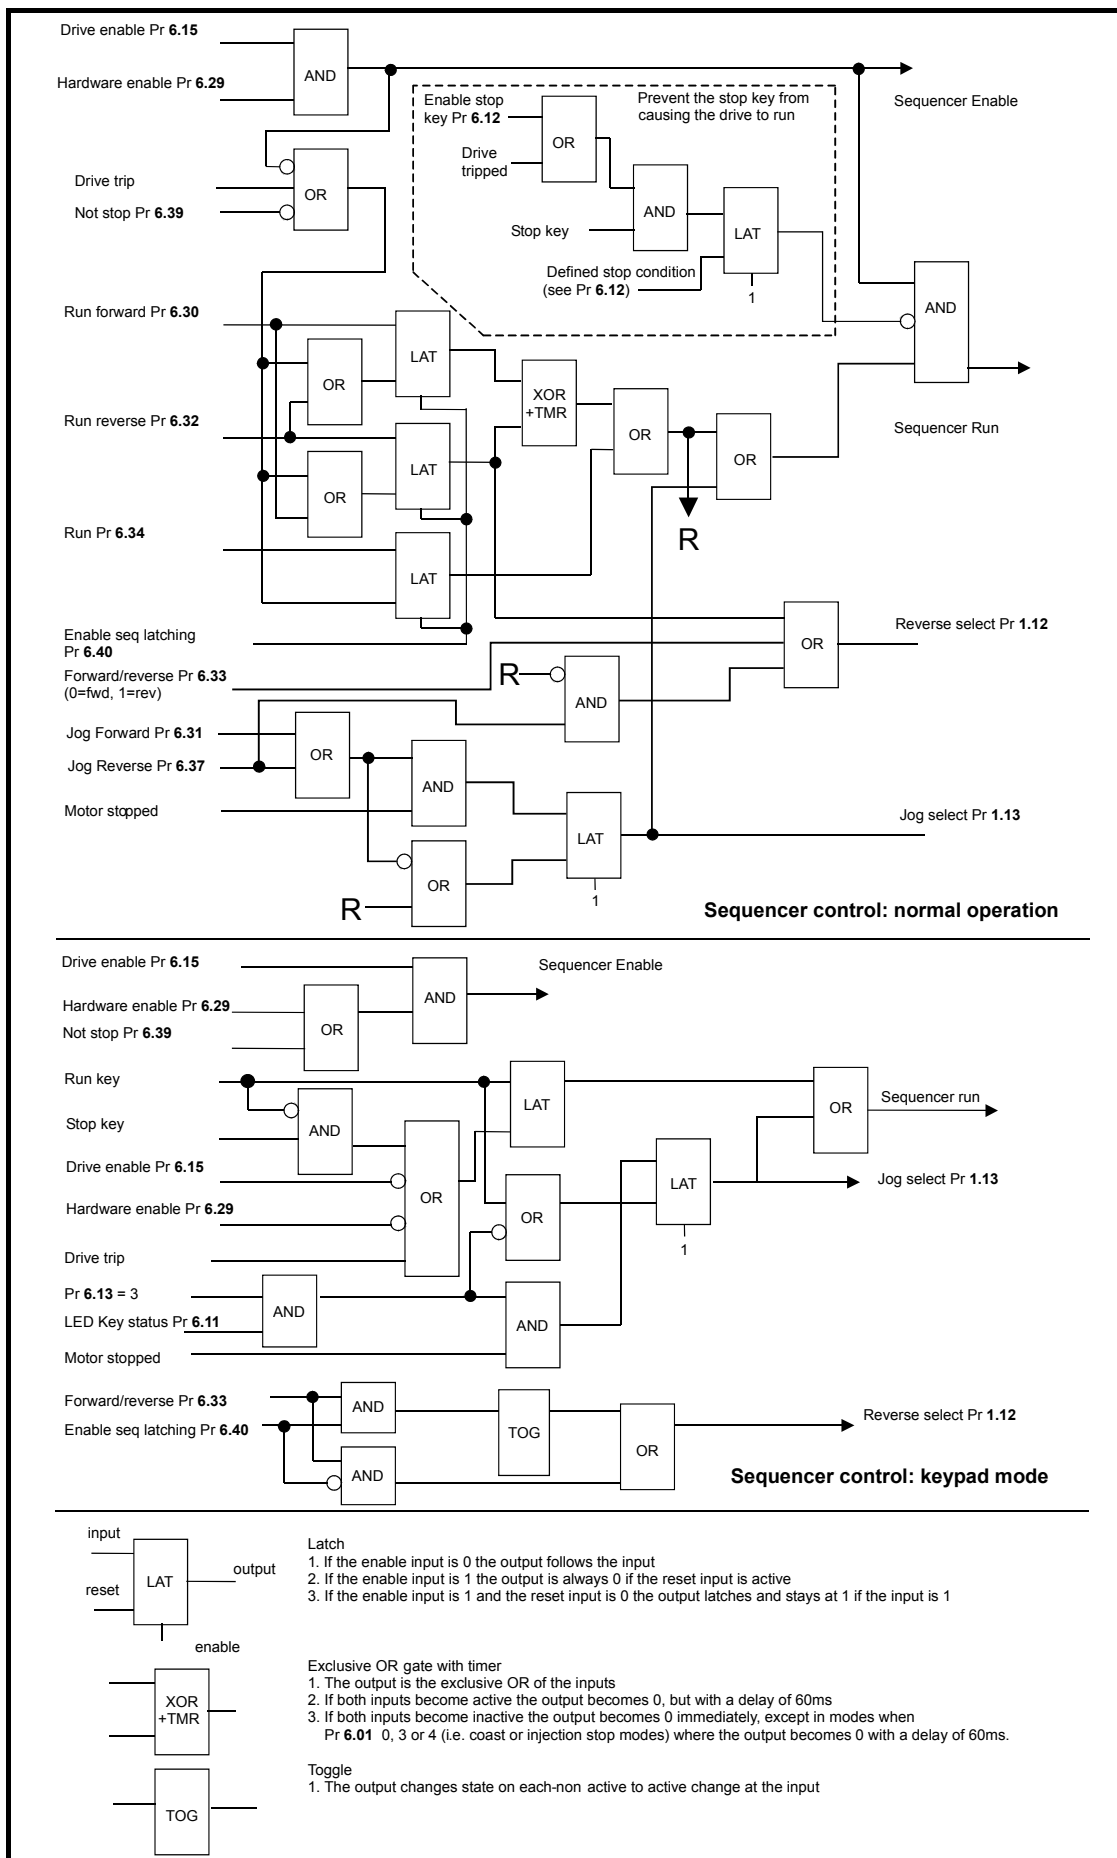 Drive enable Pr 6.15
AND
Hardware enable Pr 6.29
Sequencer Enable
Enable stop
key Pr 6.12
Prevent the stop key from
causing the drive to run
OR
Drive
tripped
Drive trip
OR
Not stop Pr 6.39
AND
Stop key
LAT
Defined stop condition
(see Pr 6.12)
1
AND
Run forward Pr 6.30
LAT
OR
XOR
+TMR
Run reverse Pr 6.32
Sequencer Run
OR
OR
LAT
OR
Run Pr 6.34
R
LAT
Enable seq latching
Pr 6.40
Reverse select Pr 1.12
OR
Forward/reverse Pr 6.33
(0=fwd, 1=rev)
R
AND
Jog Forward Pr 6.31
OR
Jog Reverse Pr 6.37
AND
Motor stopped
Jog select Pr 1.13
LAT
OR
1
R
Sequencer control: normal operation
Drive enable Pr 6.15
Sequencer Enable
AND
Hardware enable Pr 6.29
OR
Not stop Pr 6.39
Run key
LAT
OR
Sequencer run
Stop key
AND
Drive enable Pr 6.15
OR
LAT
Jog select Pr 1.13
Hardware enable Pr 6.29
OR
1
Drive trip
Pr 6.13 = 3
AND
LED Key status Pr 6.11
AND
Motor stopped
Forward/reverse Pr 6.33
AND
Reverse select Pr 1.12
Enable seq latching Pr 6.40
TOG
OR
AND
Sequencer control: keypad mode
input
LAT
output
reset
enable
Latch
1. If the enable input is 0 the output follows the input
2. If the enable input is 1 the output is always 0 if the reset input is active
3. If the enable input is 1 and the reset input is 0 the output latches and stays at 1 if the input is 1
XOR
+TMR
Exclusive OR gate with timer
1. The output is the exclusive OR of the inputs
2. If both inputs become active the output becomes 0, but with a delay of 60ms
3. If both inputs become inactive the output becomes 0 immediately, except in modes when
Pr 6.01 0, 3 or 4 (i.e. coast or injection stop modes) where the output becomes 0 with a delay of 60ms.
TOG
Toggle
1. The output changes state on each-non active to active change at the input